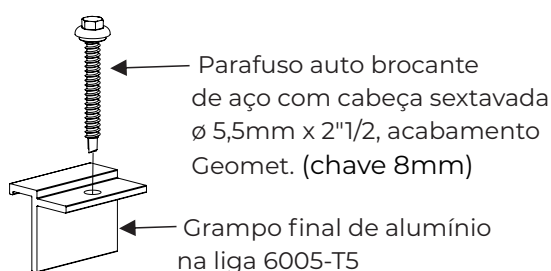 Parafuso auto brocante
de aço com cabeça sextavada
ø 5,5mm x 2"1/2, acabamento
Geomet. (chave 8mm)
Grampo final de alumínio
na liga 6005-T5